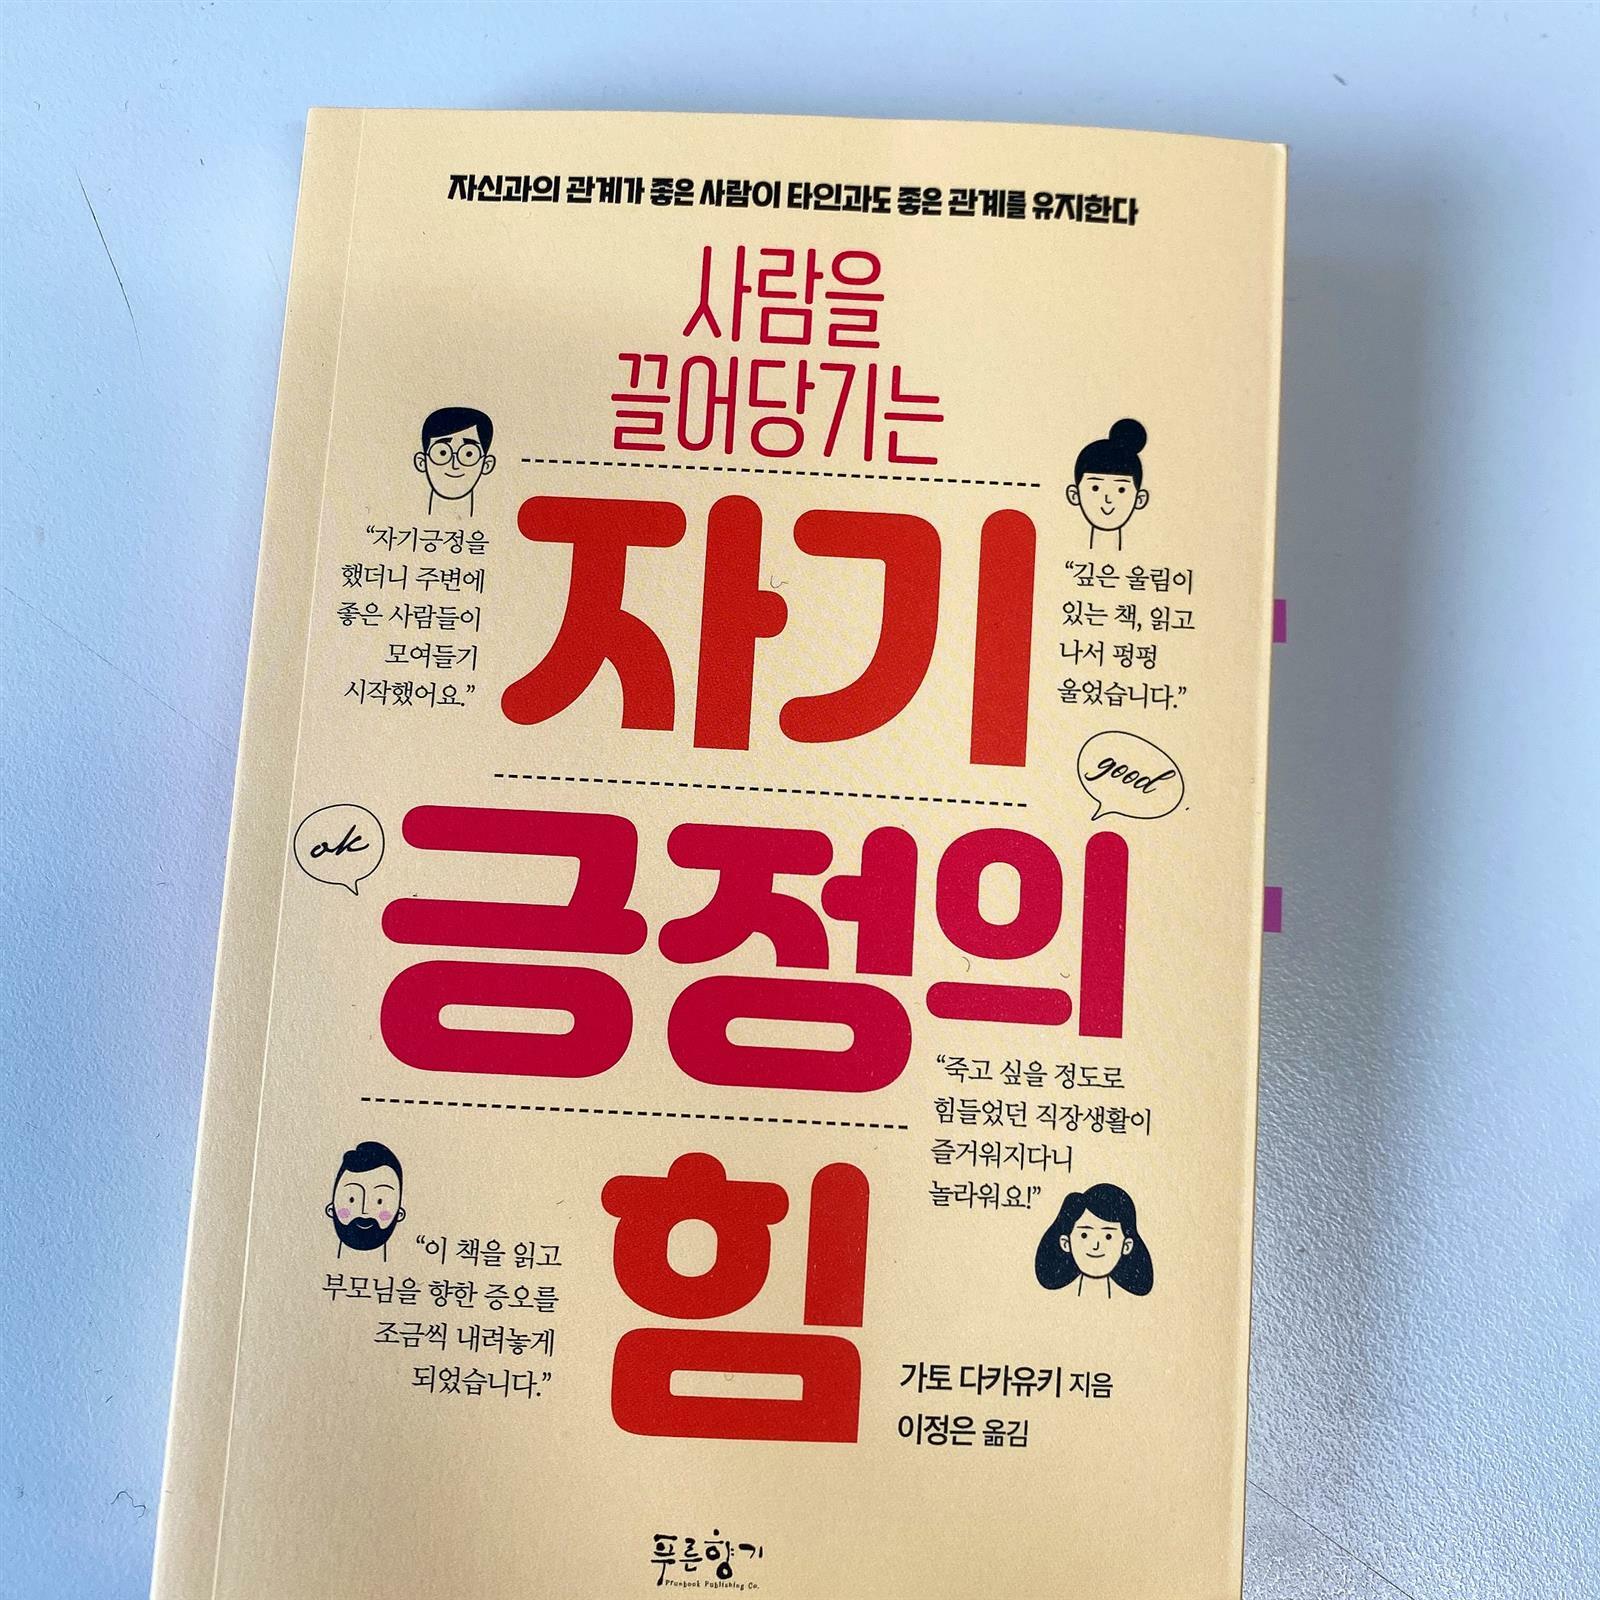 자신과의 관계가 좋은 사람이 타인과도 좋은 관계를 유지한다
사람을
끌어당기는
자기
긍정의
힘
“자기긍정을
했더니 주변에
좋은 사람들이
모여들기
시작했어요.”
“깊은 울림이
있는 책, 읽고
나서 펑펑
울었습니다.”
good
ok
“죽고 싶을 정도로
힘들었던 직장생활이
즐거워지다니
놀라워요!”
“이 책을 읽고
부모님을 향한 증오를
조금씩 내려놓게
되었습니다.”
가토 다카유키 지음
이정은 옮김
푸른향기
Prunbook Publishing Co.